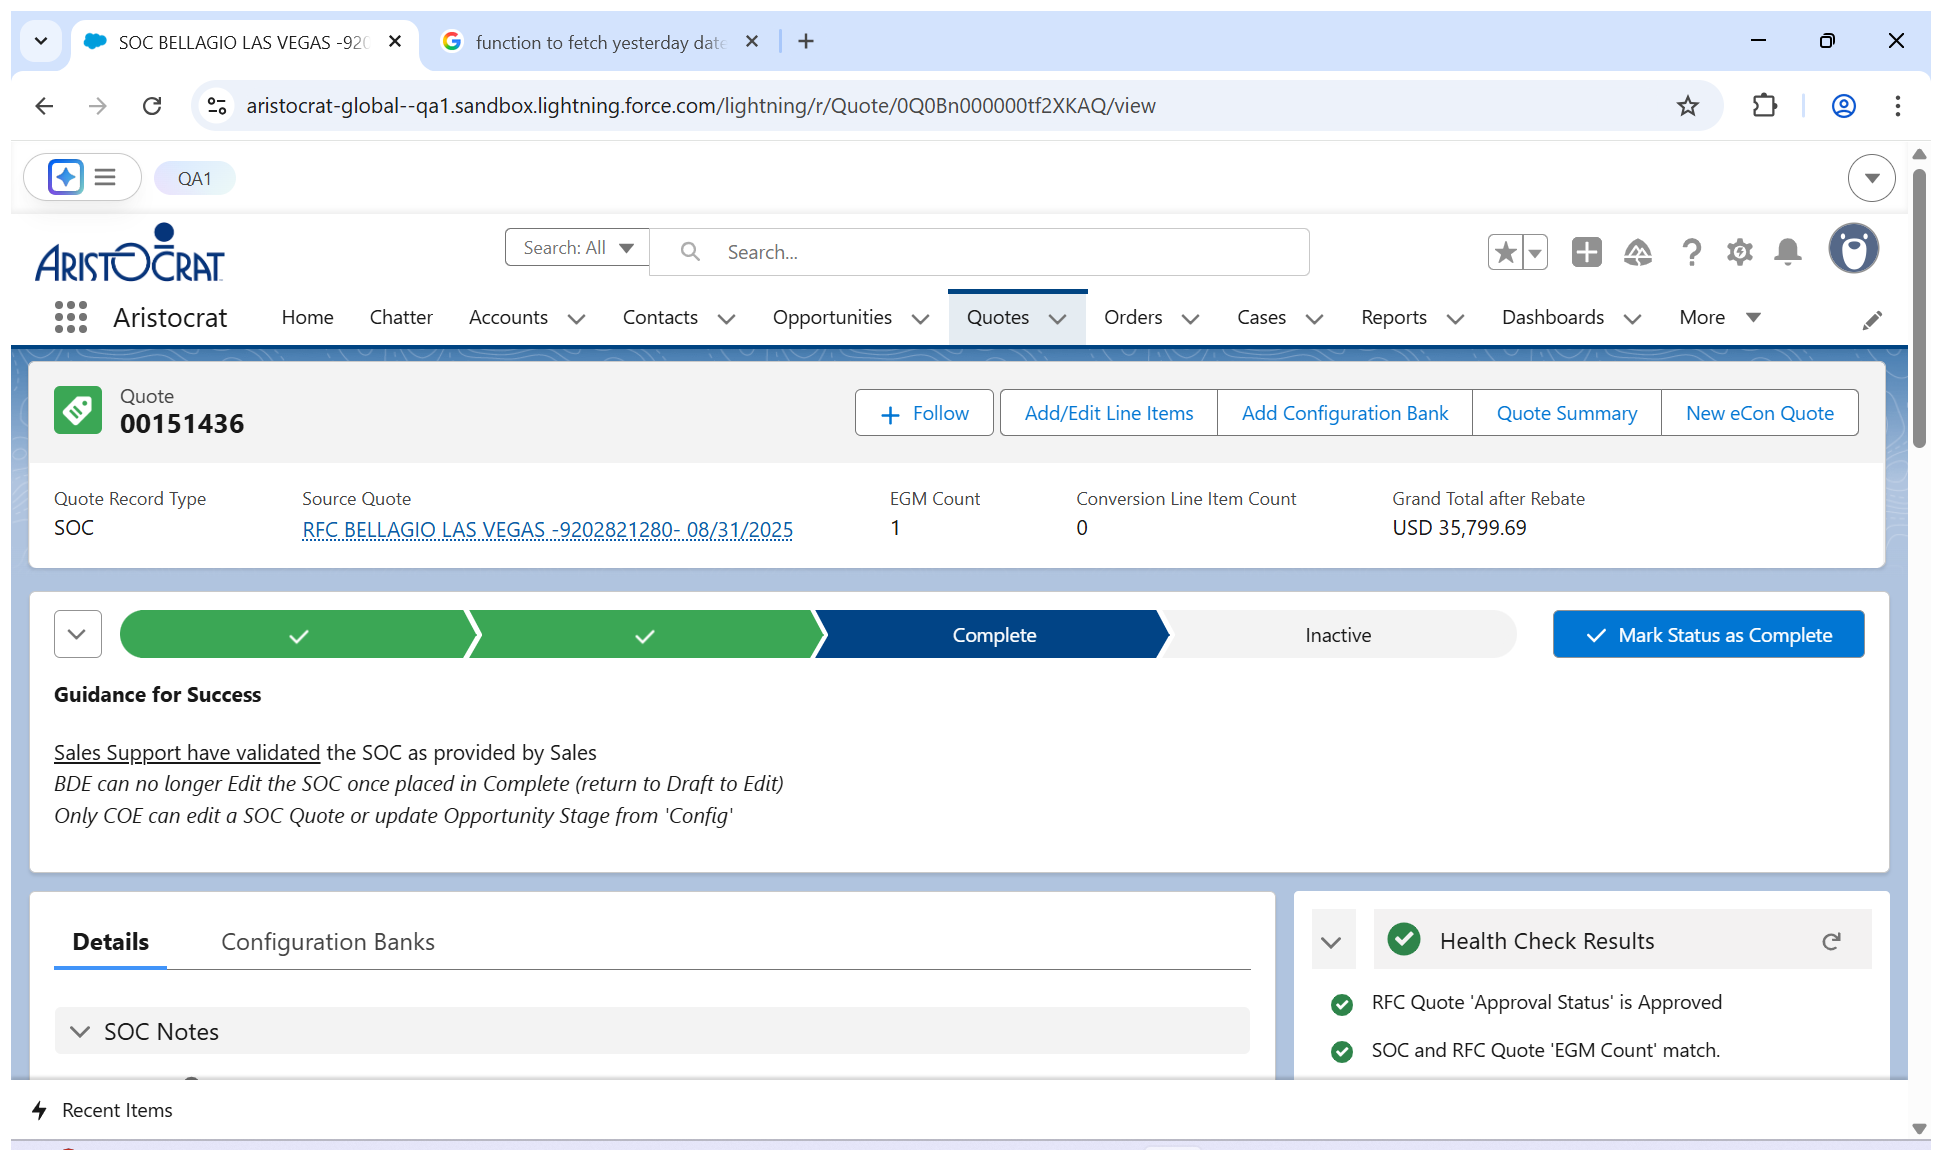 SOC BELLAGIO LAS VEGAS -920
function to fetch yesterday date
aristocrat-global--qa1.sandbox.lightning.force.com/lightning/r/Quote/0Q0Bn000000tf2XKAQ/view
QA1
ARISTOCRAT
Search: All
Search...
Aristocrat
Home
Chatter
Accounts
Contacts
Opportunities
Quotes
Orders
Cases
Reports
Dashboards
More
Quote
00151436
Follow
Add/Edit Line Items
Add Configuration Bank
Quote Summary
New eCon Quote
Quote Record Type
SOC
Source Quote
RFC BELLAGIO LAS VEGAS -9202821280- 08/31/2025
EGM Count
1
Conversion Line Item Count
0
Grand Total after Rebate
USD 35,799.69
Complete
Inactive
Mark Status as Complete
Guidance for Success
Sales Support have validated the SOC as provided by Sales
BDE can no longer Edit the SOC once placed in Complete (return to Draft to Edit)
Only COE can edit a SOC Quote or update Opportunity Stage from 'Config'
Details
Configuration Banks
SOC Notes
Health Check Results
RFC Quote 'Approval Status' is Approved
SOC and RFC Quote 'EGM Count' match.
Recent Items